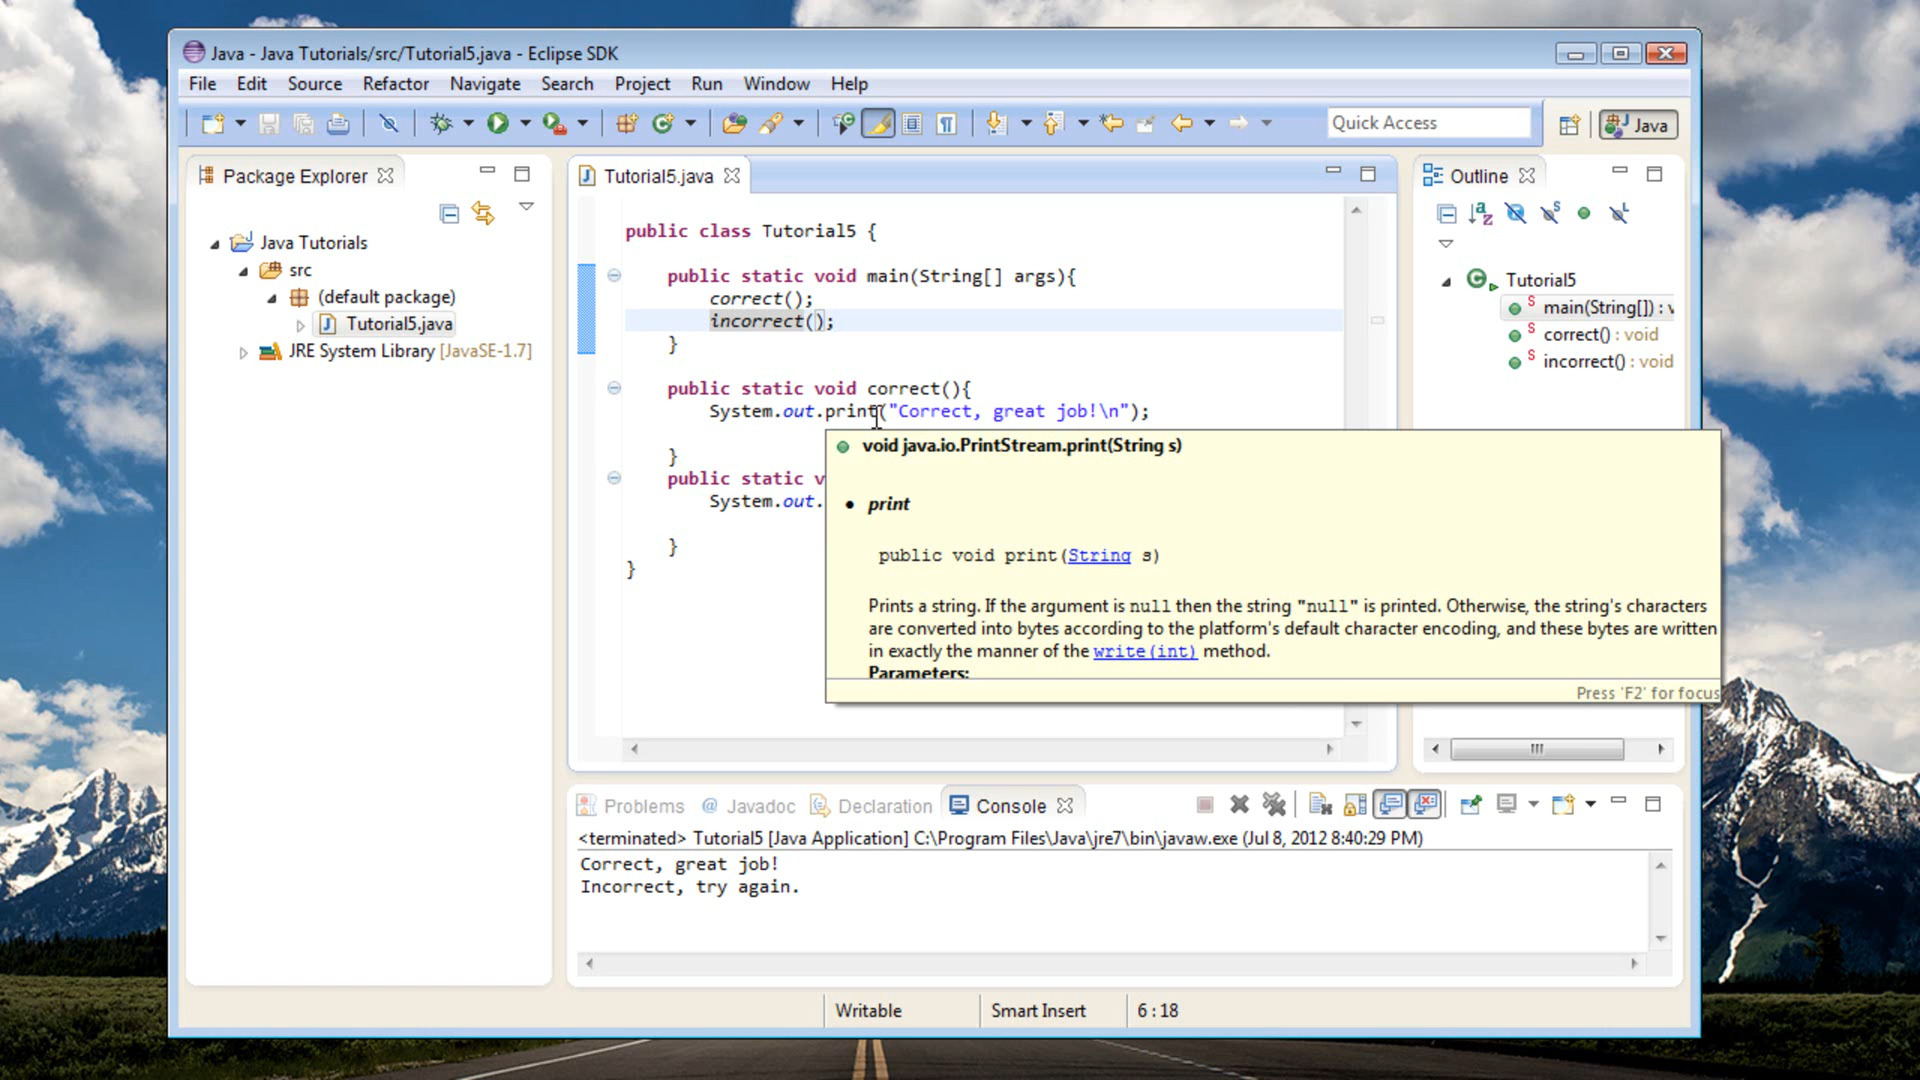 Java - Java Tutorials/src/Tutorial5.java - Eclipse SDK
File Edit Source Refactor Navigate Search Project Run Window Help
Quick Access
Java
Package Explorer
Java Tutorials
src
(default package)
Tutorial5.java
JRE System Library [JavaSE-1.7]
Tutorial5.java
public class Tutorial5 {
public static void main(String[] args){
correct();
incorrect();
}
public static void correct(){
System.out.print("Correct, great job!\n");
}
public static v
System.out.
}
}
void java.io.PrintStream.print(String s)
• print
public void print(String s)
Prints a string. If the argument is null then the string "null" is printed. Otherwise, the string's characters
are converted into bytes according to the platform's default character encoding, and these bytes are written
in exactly the manner of the write(int) method.
Parameters:
Press 'F2' for focus
Outline
Tutorial5
main(String[]) : v
correct() : void
incorrect() : void
Problems @ Javadoc Declaration Console
<terminated> Tutorial5 [Java Application] C:\Program Files\Java\jre7\bin\javaw.exe (Jul 8, 2012 8:40:29 PM)
Correct, great job!
Incorrect, try again.
Writable Smart Insert 6 : 18